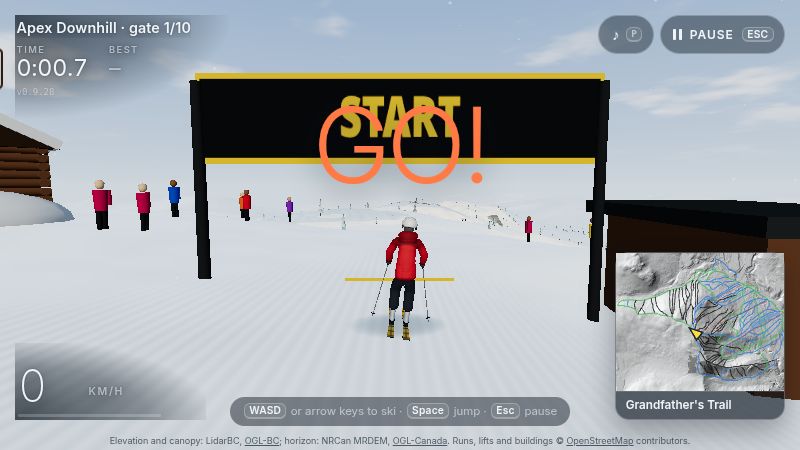 Apex Downhill · gate 1/10
TIME BEST
0:00.7 —
v0.9.28
♪ P
PAUSE ESC
START
GO!
0 KM/H
Grandfather's Trail
WASD or arrow keys to ski · Space jump · Esc pause
Elevation and canopy: LidarBC, OGL-BC; horizon: NRCan MRDEM, OGL-Canada. Runs, lifts and buildings © OpenStreetMap contributors.